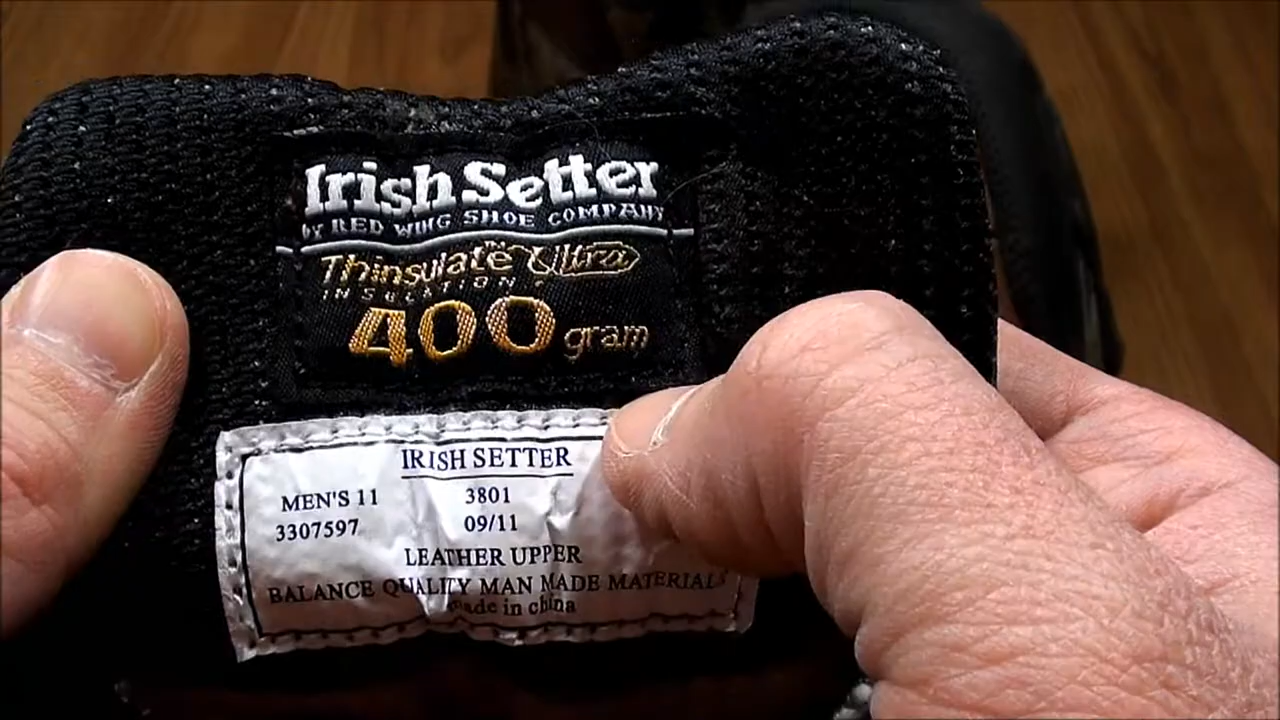 Irish Setter
BY RED WING SHOE COMPANY
Thinsulate™ Ultra
INSULATION
400 gram
IRISH SETTER
MEN'S 11 3801
3307597 09/11
LEATHER UPPER
BALANCE QUALITY MAN MADE MATERIALS
made in china